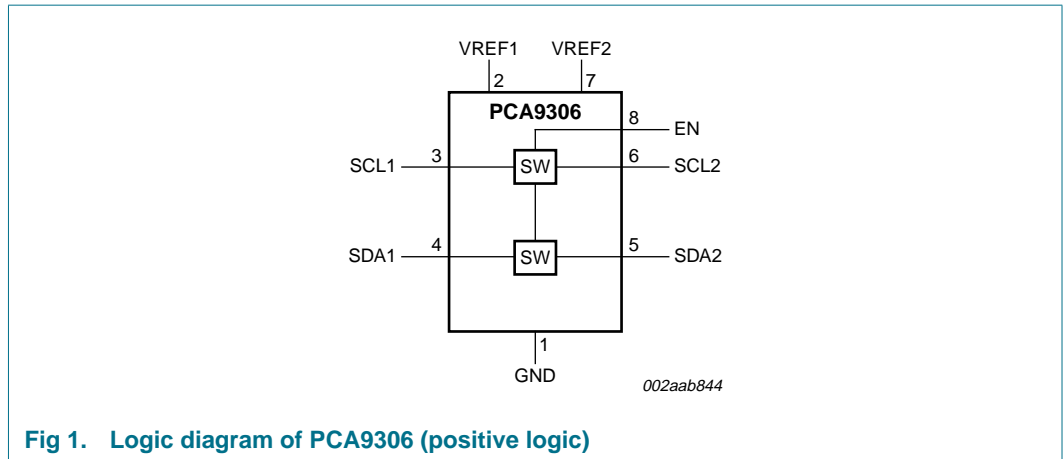 VREF1 VREF2
2 7
PCA9306
8 EN
SCL1 3 SW 6 SCL2
SDA1 4 SW 5 SDA2
1
GND
002aab844
Fig 1. Logic diagram of PCA9306 (positive logic)